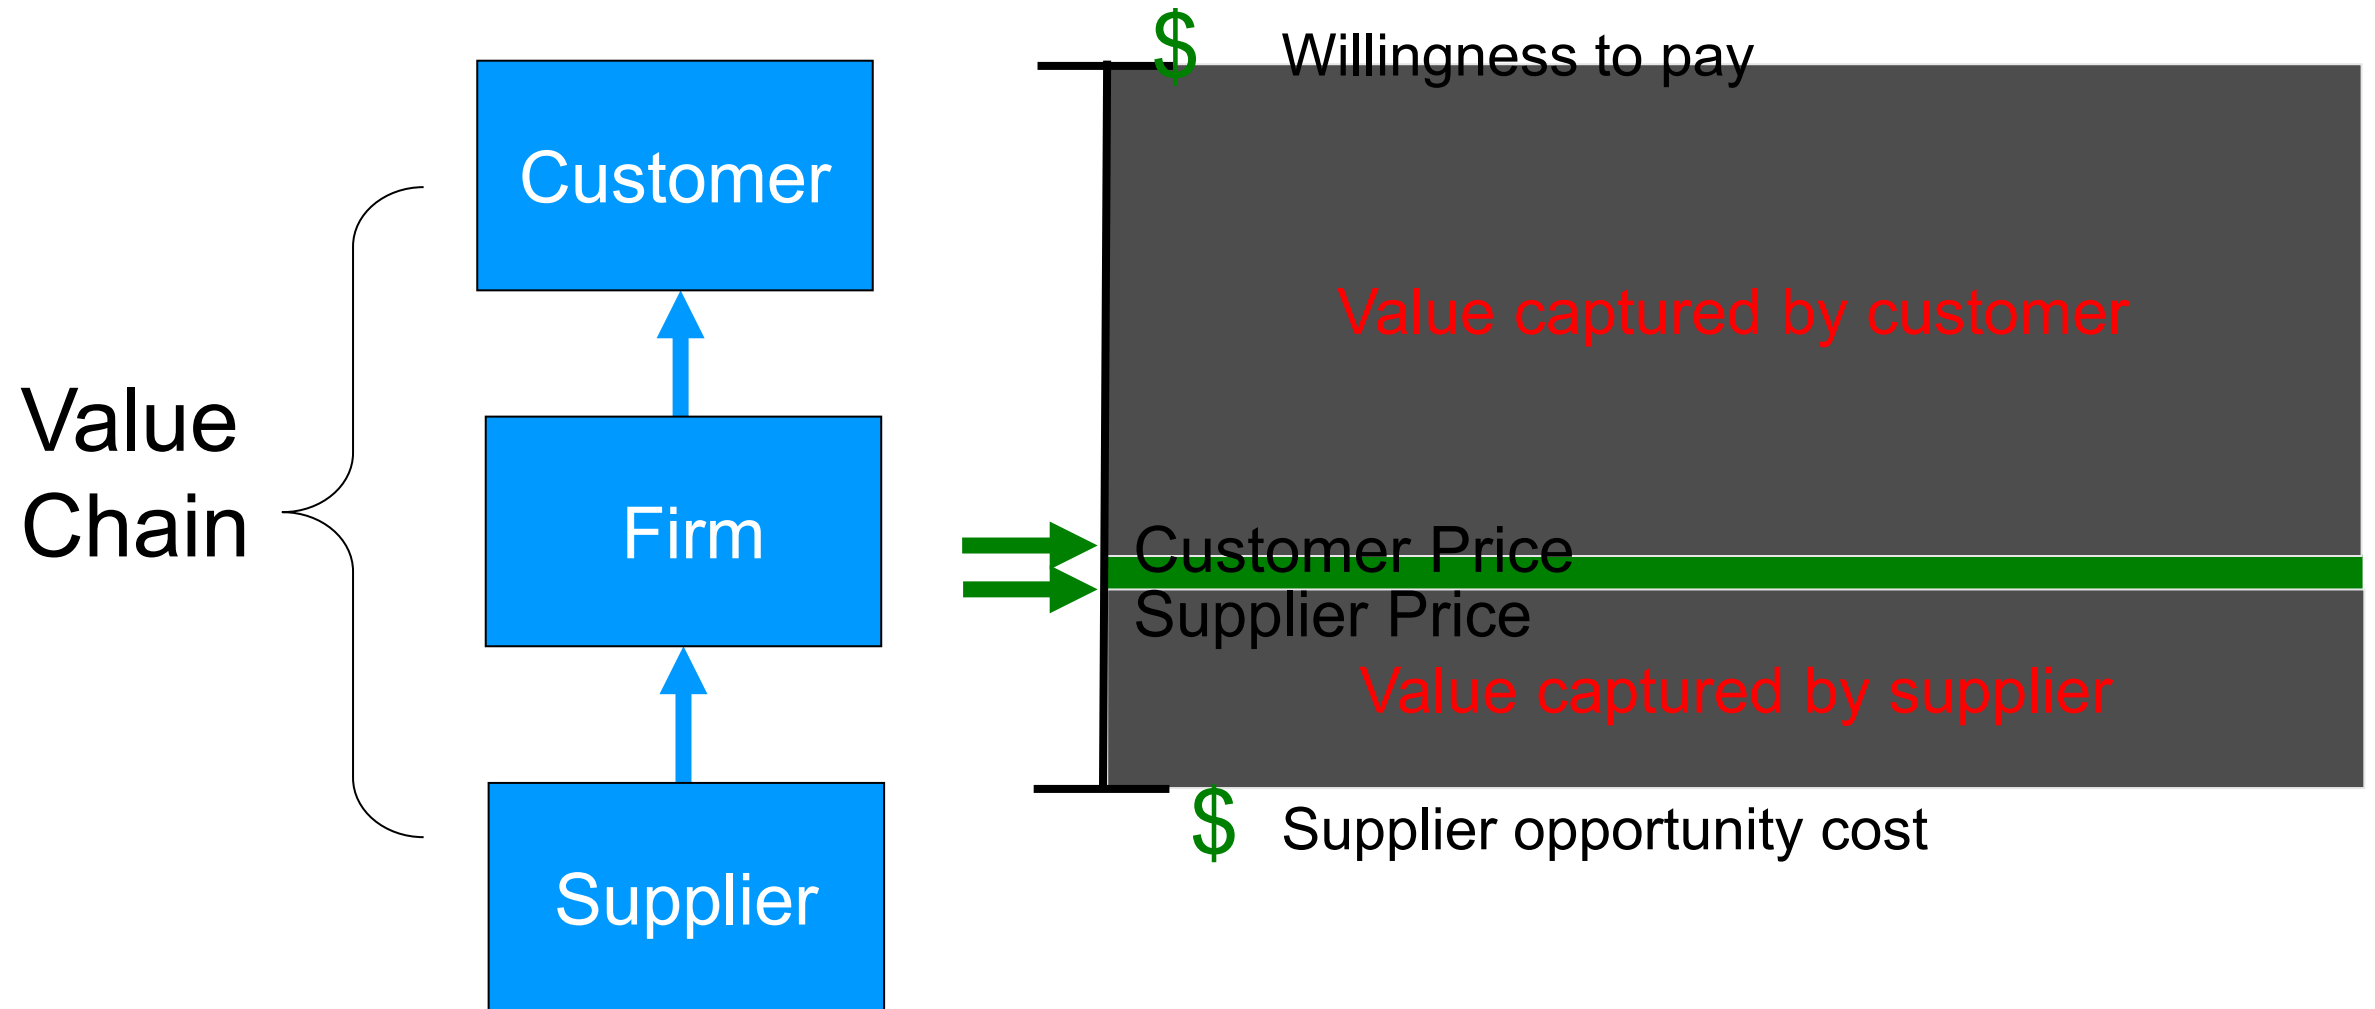 $ Willingness to pay
Customer
Value captured by customer
Value
Chain
Firm
Customer Price
Supplier Price
Value captured by supplier
$ Supplier opportunity cost
Supplier